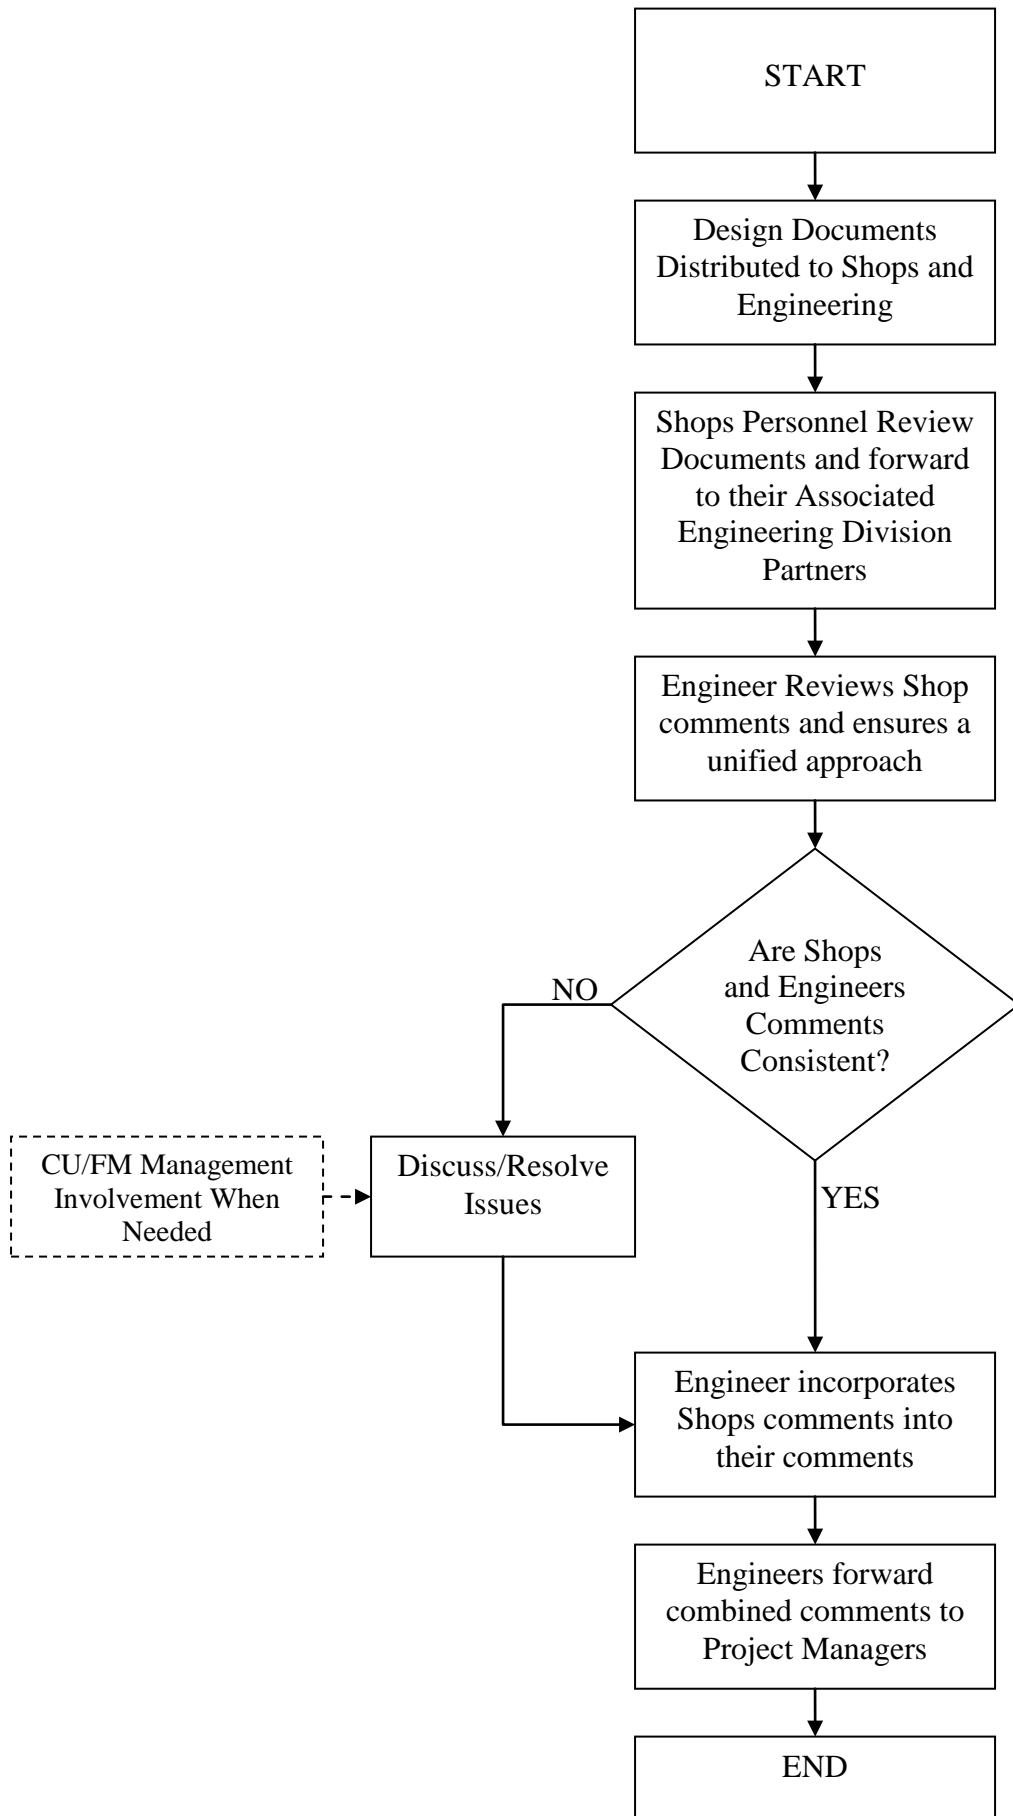 START
Design Documents
Distributed to Shops and
Engineering
Shops Personnel Review
Documents and forward
to their Associated
Engineering Division
Partners
Engineer Reviews Shop
comments and ensures a
unified approach
Are Shops
and Engineers
Comments
Consistent?
NO
YES
CU/FM Management
Involvement When
Needed
Discuss/Resolve
Issues
Engineer incorporates
Shops comments into
their comments
Engineers forward
combined comments to
Project Managers
END